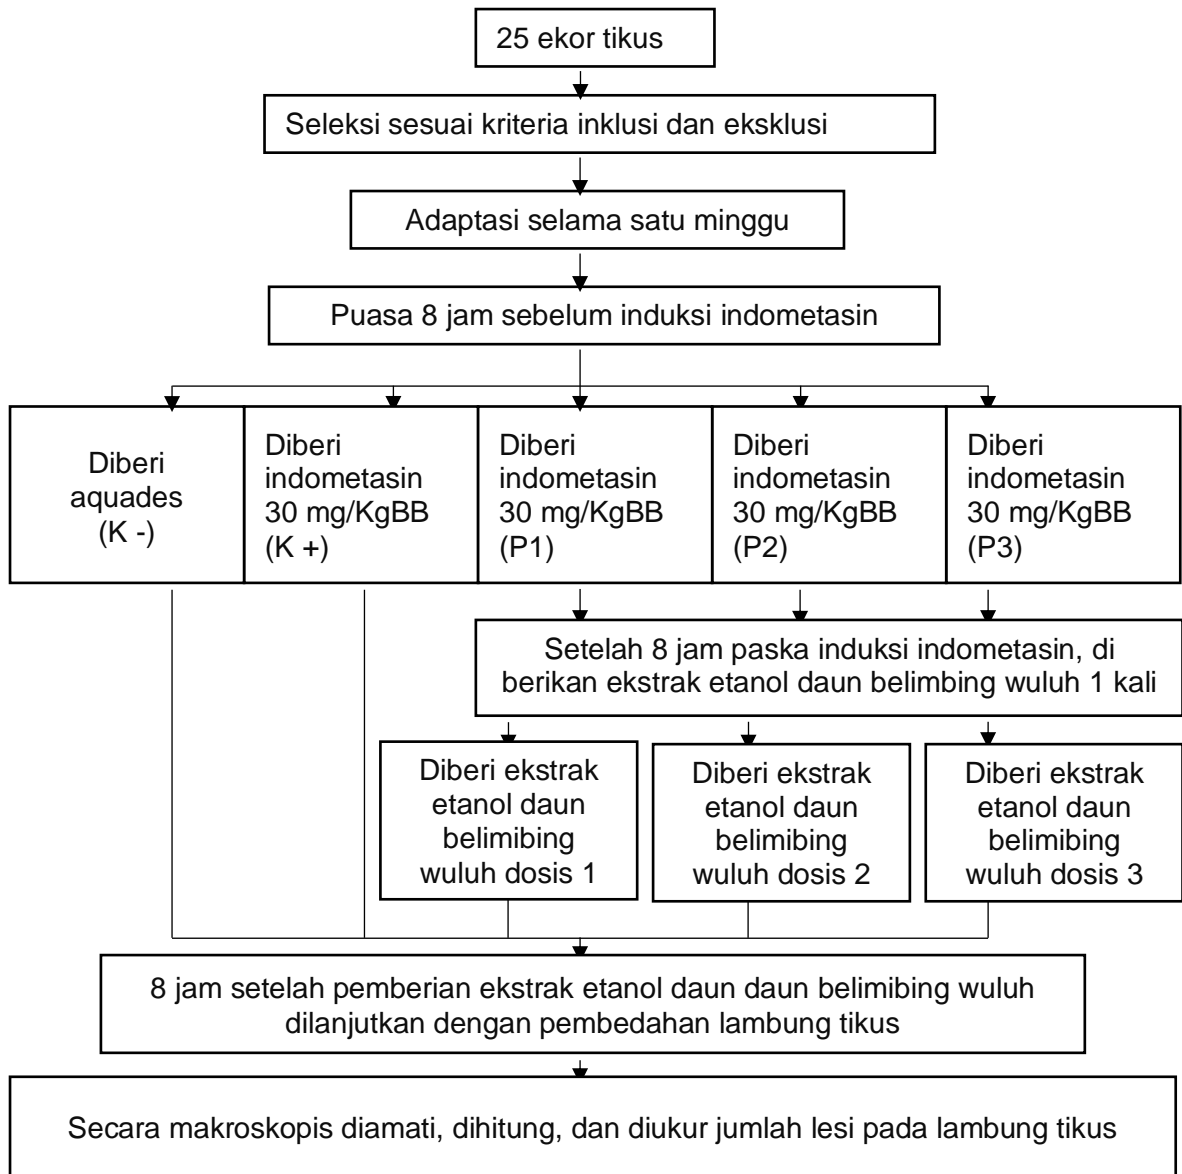 25 ekor tikus
Seleksi sesuai kriteria inklusi dan eksklusi
Adaptasi selama satu minggu
Puasa 8 jam sebelum induksi indometasin
Diberi
aquades
(K -)
Diberi
indometasin
30 mg/KgBB
(K +)
Diberi
indometasin
30 mg/KgBB
(P1)
Diberi
indometasin
30 mg/KgBB
(P2)
Diberi
indometasin
30 mg/KgBB
(P3)
Setelah 8 jam paska induksi indometasin, di
berikan ekstrak etanol daun belimbing wuluh 1 kali
Diberi ekstrak
etanol daun
belimibing
wuluh dosis 1
Diberi ekstrak
etanol daun
belimibing
wuluh dosis 2
Diberi ekstrak
etanol daun
belimibing
wuluh dosis 3
8 jam setelah pemberian ekstrak etanol daun daun belimibing wuluh
dilanjutkan dengan pembedahan lambung tikus
Secara makroskopis diamati, dihitung, dan diukur jumlah lesi pada lambung tikus